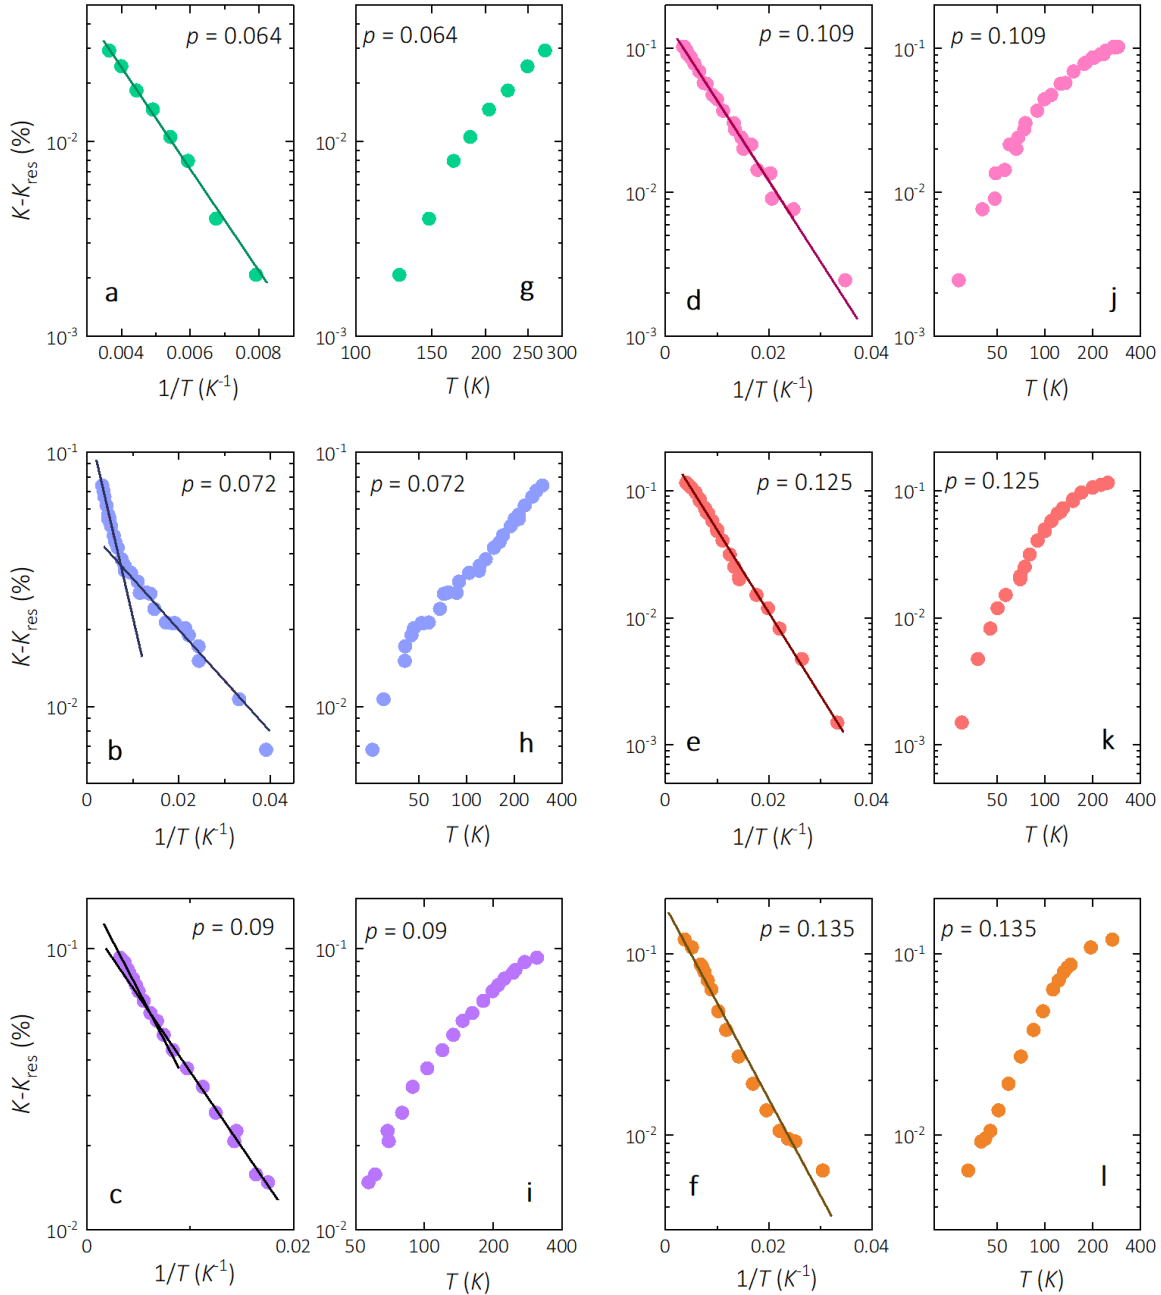 p = 0.064
10⁻²
10⁻³
K-Kres (%)
a
0.004 0.006 0.008
1/T (K⁻¹)
p = 0.064
10⁻²
10⁻³
g
100 150 200 250 300
T (K)
p = 0.109
10⁻¹
10⁻²
10⁻³
d
0 0.02 0.04
1/T (K⁻¹)
p = 0.109
10⁻¹
10⁻²
10⁻³
j
50 100 200 400
T (K)
p = 0.072
10⁻¹
10⁻²
K-Kres (%)
b
0 0.02 0.04
1/T (K⁻¹)
p = 0.072
10⁻¹
10⁻²
h
50 100 200 400
T (K)
p = 0.125
10⁻¹
10⁻²
10⁻³
e
0 0.02 0.04
1/T (K⁻¹)
p = 0.125
10⁻¹
10⁻²
10⁻³
k
50 100 200 400
T (K)
p = 0.09
10⁻¹
10⁻²
K-Kres (%)
c
0 0.02
1/T (K⁻¹)
p = 0.09
10⁻¹
10⁻²
i
50 100 200 400
T (K)
p = 0.135
10⁻¹
10⁻²
f
0 0.02 0.04
1/T (K⁻¹)
p = 0.135
10⁻¹
10⁻²
l
50 100 200 400
T (K)